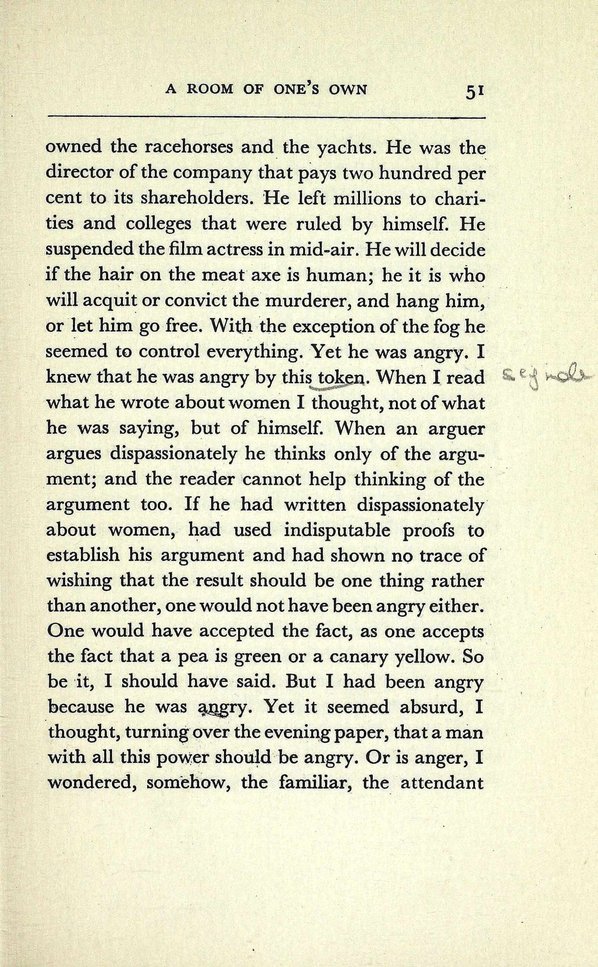 A ROOM OF ONE'S OWN 51
owned the racehorses and the yachts. He was the
director of the company that pays two hundred per
cent to its shareholders. He left millions to chari-
ties and colleges that were ruled by himself. He
suspended the film actress in mid-air. He will decide
if the hair on the meat axe is human; he it is who
will acquit or convict the murderer, and hang him,
or let him go free. With the exception of the fog he
seemed to control everything. Yet he was angry. I
knew that he was angry by this token. When I read
what he wrote about women I thought, not of what
he was saying, but of himself. When an arguer
argues dispassionately he thinks only of the argu-
ment; and the reader cannot help thinking of the
argument too. If he had written dispassionately
about women, had used indisputable proofs to
establish his argument and had shown no trace of
wishing that the result should be one thing rather
than another, one would not have been angry either.
One would have accepted the fact, as one accepts
the fact that a pea is green or a canary yellow. So
be it, I should have said. But I had been angry
because he was angry. Yet it seemed absurd, I
thought, turning over the evening paper, that a man
with all this power should be angry. Or is anger, I
wondered, somehow, the familiar, the attendant